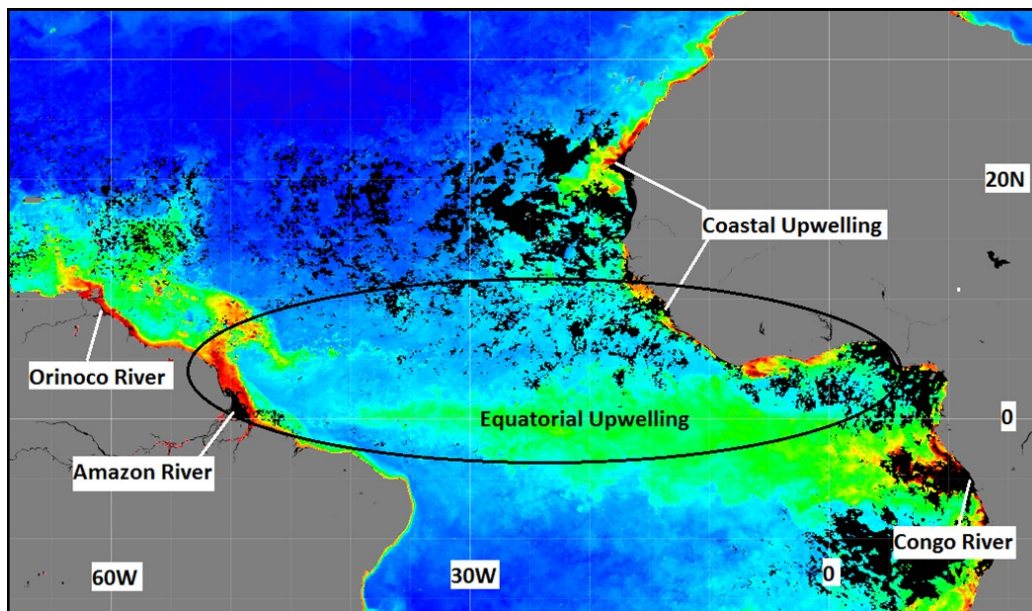 20N
Coastal Upwelling
Orinoco River
Equatorial Upwelling
0
Amazon River
Congo River
60W
30W
0